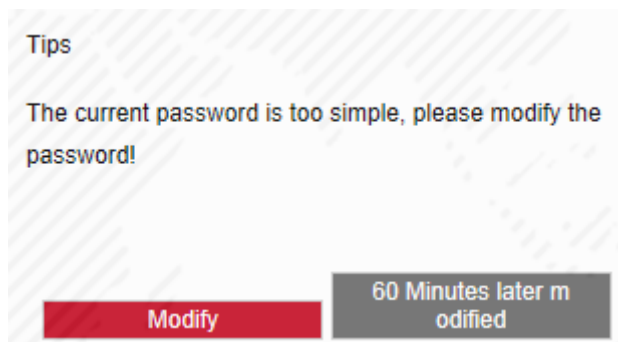 Tips
The current password is too simple, please modify the
password!
Modify
60 Minutes later m
odified